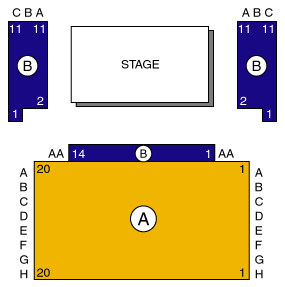 C B A
A B C
11 11
11 11
STAGE
B
B
2
2
1
1
AA 14 B 1 AA
A 20 1 A
B B
C C
D A D
E E
F F
G G
H 20 1 H